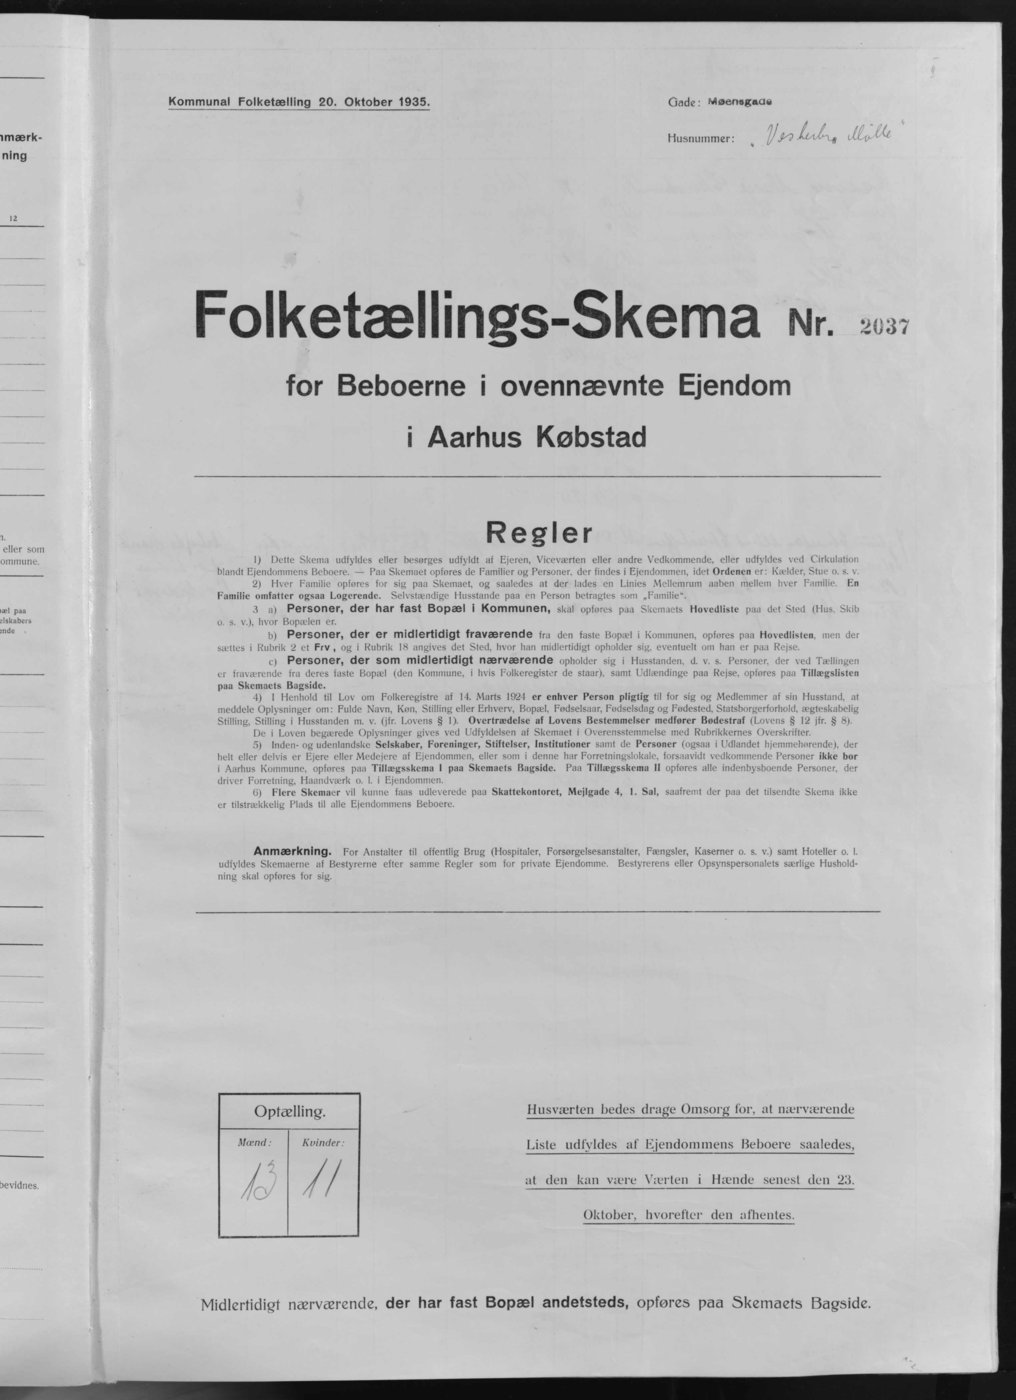 nmærk-
ning
12
eller som
ommune.
bevidnes.
Kommunal Folketælling 20. Oktober 1935.
Gade: Møensgade
Husnummer: „Vesterbro Mølle“
Folketællings-Skema Nr. 2037
for Beboerne i ovennævnte Ejendom
i Aarhus Købstad
Regler
1) Dette Skema udfyldes eller besørges udfyldt af Ejeren, Viceværten eller andre Vedkommende, eller udfyldes ved Cirkulation
blandt Ejendommens Beboere. — Paa Skemaet opføres de Familier og Personer, der findes i Ejendommen, idet Ordenen er: Kælder, Stue o. s. v.
2) Hver Familie opføres for sig paa Skemaet, og saaledes at der lades en Linies Mellemrum aaben mellem hver Familie. En
Familie omfatter ogsaa Logerende. Selvstændige Husstande paa en Person betragtes som „Familie“.
3 a) Personer, der har fast Bopæl i Kommunen, skal opføres paa Skemaets Hovedliste paa det Sted (Hus, Skib
o. s. v.), hvor Bopælen er.
b) Personer, der er midlertidigt fraværende fra den faste Bopæl i Kommunen, opføres paa Hovedlisten, men der
sættes i Rubrik 2 et Frv., og i Rubrik 18 angives det Sted, hvor han midlertidigt opholder sig, eventuelt om han er paa Rejse.
c) Personer, der som midlertidigt nærværende opholder sig i Husstanden, d. v. s. Personer, der ved Tællingen
er fraværende fra deres faste Bopæl (den Kommune, i hvis Folkeregister de staar), samt Udlændinge paa Rejse, opføres paa Tillægslisten
paa Skemaets Bagside.
4) I Henhold til Lov om Folkeregistre af 14. Marts 1924 er enhver Person pligtig til for sig og Medlemmer af sin Husstand, at
meddele Oplysninger om: Fulde Navn, Køn, Stilling eller Erhverv, Bopæl, Fødselsaar, Fødselsdag og Fødested, Statsborgerforhold, ægteskabelig
Stilling, Stilling i Husstanden m. v. (jfr. Lovens § 1). Overtrædelse af Lovens Bestemmelser medfører Bødestraf (Lovens § 12 jfr. § 8).
De i Loven begærede Oplysninger gives ved Udfyldelsen af Skemaet i Overensstemmelse med Rubrikkernes Overskrifter.
5) Inden- og udenlandske Selskaber, Foreninger, Stiftelser, Institutioner samt de Personer (ogsaa i Udlandet hjemmehørende), der
helt eller delvis er Ejere eller Medejere af Ejendommen, eller som i denne har Forretningslokale, forsaavidt vedkommende Personer ikke bor
i Aarhus Kommune, opføres paa Tillægsskema I paa Skemaets Bagside. Paa Tillægsskema II opføres alle indenbysboende Personer, der
driver Forretning, Haandværk o. l. i Ejendommen.
6) Flere Skemaer vil kunne faas udleverede paa Skattekontoret, Mejlgade 4, 1. Sal, saafremt der paa det tilsendte Skema ikke
er tilstrækkelig Plads til alle Ejendommens Beboere.
Anmærkning. For Anstalter til offentlig Brug (Hospitaler, Forsørgelsesanstalter, Fængsler, Kaserner o. s. v.) samt Hoteller o. l.
udfyldes Skemaerne af Bestyrerne efter samme Regler som for private Ejendomme. Bestyrerens eller Opsynspersonalets særlige Hushold-
ning skal opføres for sig.
Optælling.
Mænd: Kvinder:
13 11
Husværten bedes drage Omsorg for, at nærværende
Liste udfyldes af Ejendommens Beboere saaledes,
at den kan være Værten i Hænde senest den 23.
Oktober, hvorefter den afhentes.
Midlertidigt nærværende, der har fast Bopæl andetsteds, opføres paa Skemaets Bagside.